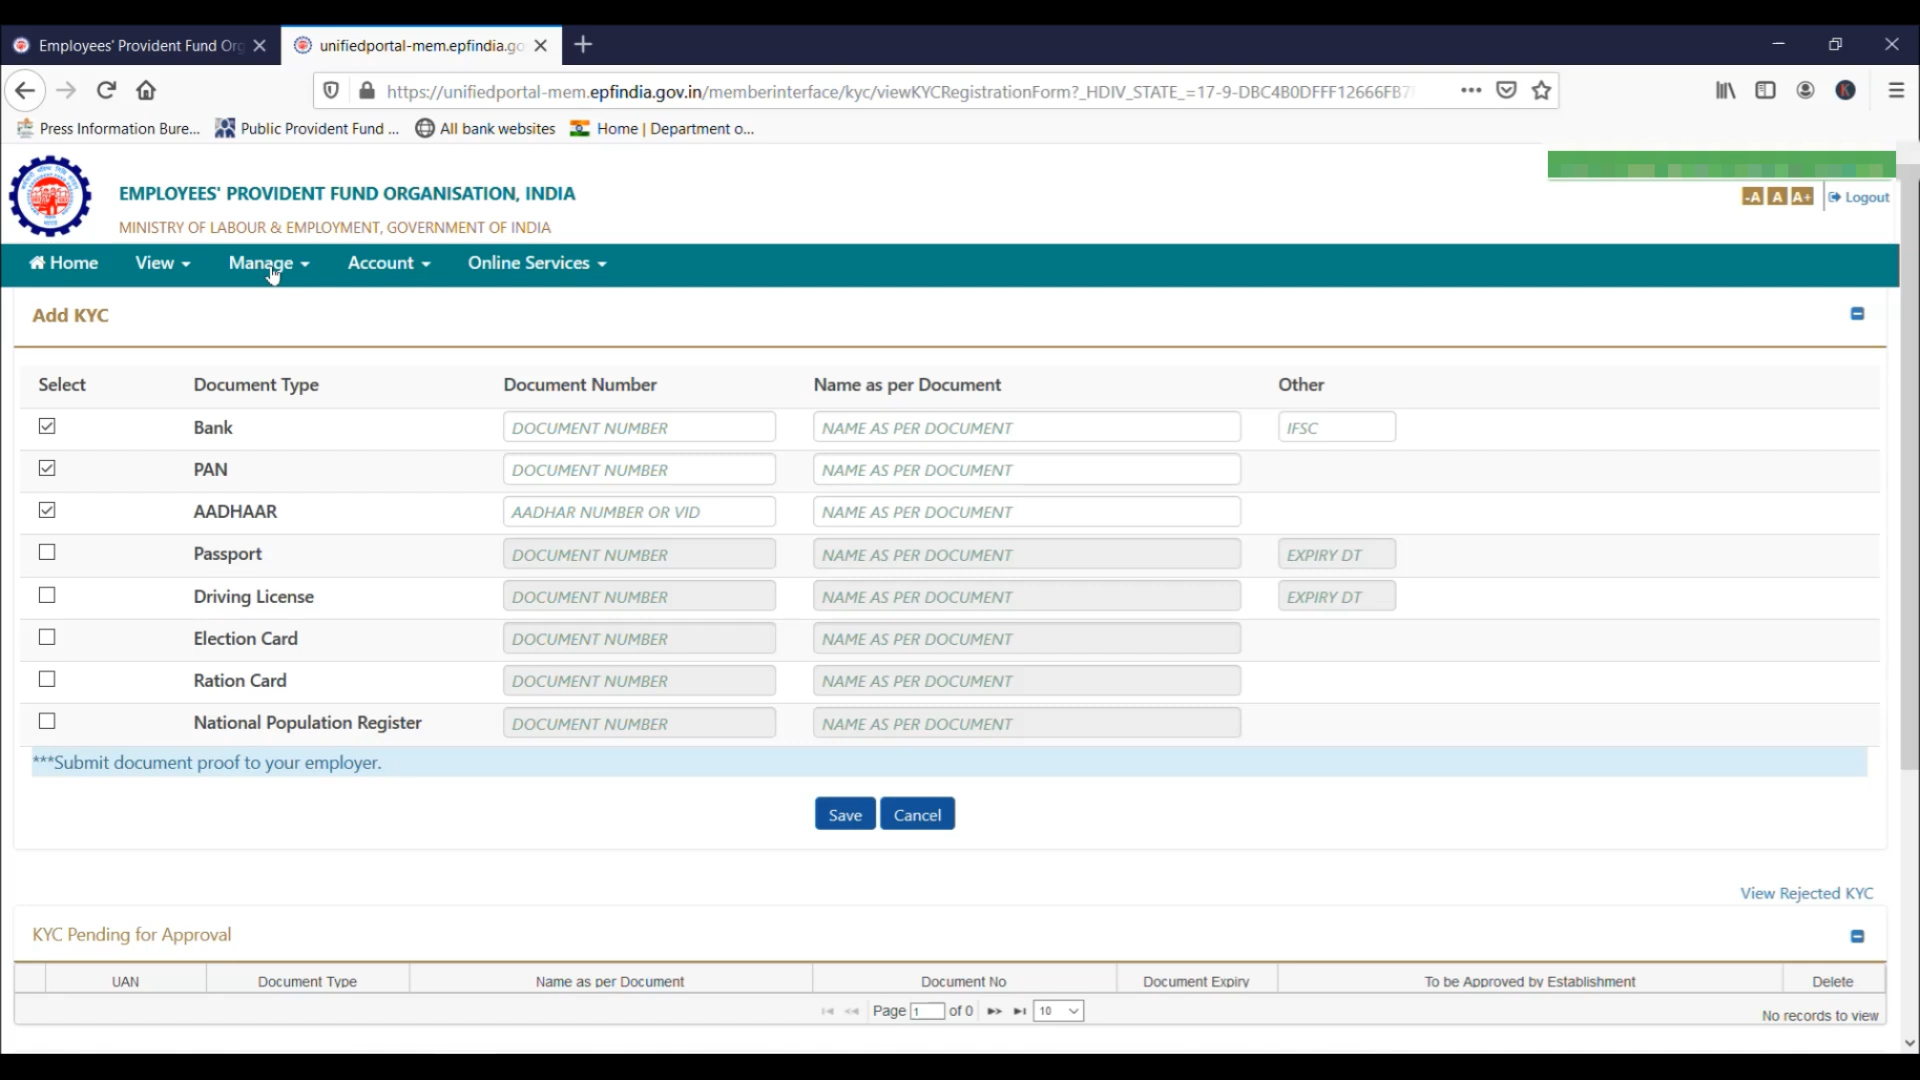 Employees' Provident Fund Org
unifiedportal-mem.epfindia.go
https://unifiedportal-mem.epfindia.gov.in/memberinterface/kyc/viewKYCRegistrationForm?_HDIV_STATE_=17-9-DBC4B0DFFF12666FB7
Press Information Bure... Public Provident Fund ... All bank websites Home | Department o...
EMPLOYEES' PROVIDENT FUND ORGANISATION, INDIA
MINISTRY OF LABOUR & EMPLOYMENT, GOVERNMENT OF INDIA
-A A A+ Logout
Home View Manage Account Online Services
Add KYC
Select Document Type Document Number Name as per Document Other
Bank DOCUMENT NUMBER NAME AS PER DOCUMENT IFSC
PAN DOCUMENT NUMBER NAME AS PER DOCUMENT
AADHAAR AADHAR NUMBER OR VID NAME AS PER DOCUMENT
Passport DOCUMENT NUMBER NAME AS PER DOCUMENT EXPIRY DT
Driving License DOCUMENT NUMBER NAME AS PER DOCUMENT EXPIRY DT
Election Card DOCUMENT NUMBER NAME AS PER DOCUMENT
Ration Card DOCUMENT NUMBER NAME AS PER DOCUMENT
National Population Register DOCUMENT NUMBER NAME AS PER DOCUMENT
***Submit document proof to your employer.
Save Cancel
View Rejected KYC
KYC Pending for Approval
UAN Document Type Name as per Document Document No Document Expiry To be Approved by Establishment Delete
Page 1 of 0 10 No records to view